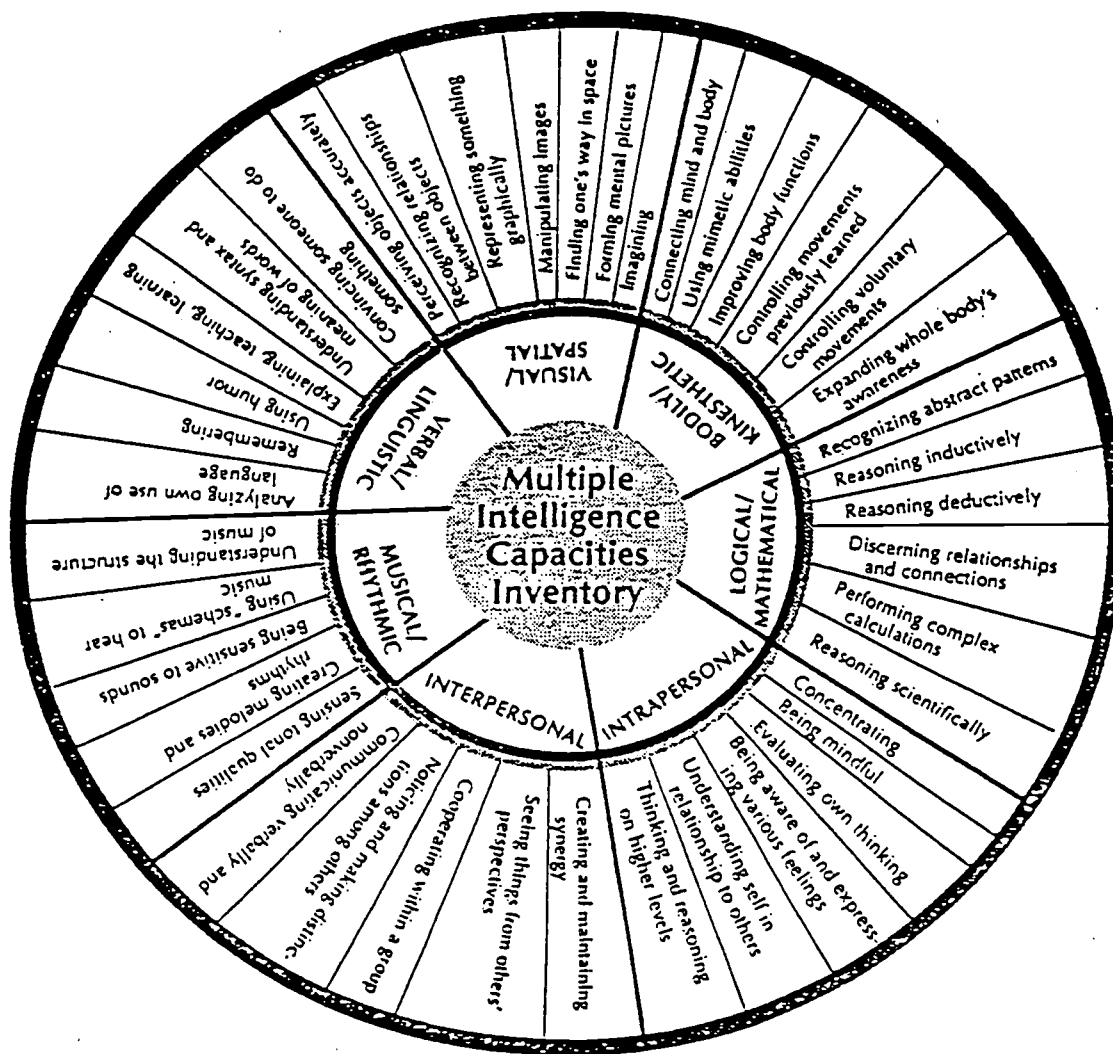 Multiple
Intelligence
Capacities
Inventory
VISUAL/
SPATIAL
Perceiving objects accurately
Recognizing relationships
between objects
Representing something
graphically
Manipulating images
Finding one's way in space
Forming mental pictures
Imagining
BODILY/
KINESTHETIC
Connecting mind and body
Using mimetic abilities
Improving body functions
Controlling movements
previously learned
Controlling voluntary
movements
Expanding whole body's
awareness
LOGICAL/
MATHEMATICAL
Recognizing abstract patterns
Reasoning inductively
Reasoning deductively
Discerning relationships
and connections
Performing complex
calculations
Reasoning scientifically
INTRAPERSONAL
Concentrating
Being mindful
Evaluating own thinking
Being aware of and express-
ing various feelings
Understanding self in
relationship to others
Thinking and reasoning
on higher levels
INTERPERSONAL
Creating and maintaining
synergy
Seeing things from others'
perspectives
Cooperating within a group
Noticing and making distinc-
tions among others
Communicating verbally and
nonverbally
MUSICAL/
RHYTHMIC
Sensing tonal qualities
Creating melodies and
rhythms
Being sensitive to sounds
Using "schemas" to hear
music
Understanding the structure
of music
VERBAL/
LINGUISTIC
Analyzing own use of
language
Remembering
Using humor
Explaining, teaching, learning
Understanding syntax and
meaning of words
Convincing someone to do
something